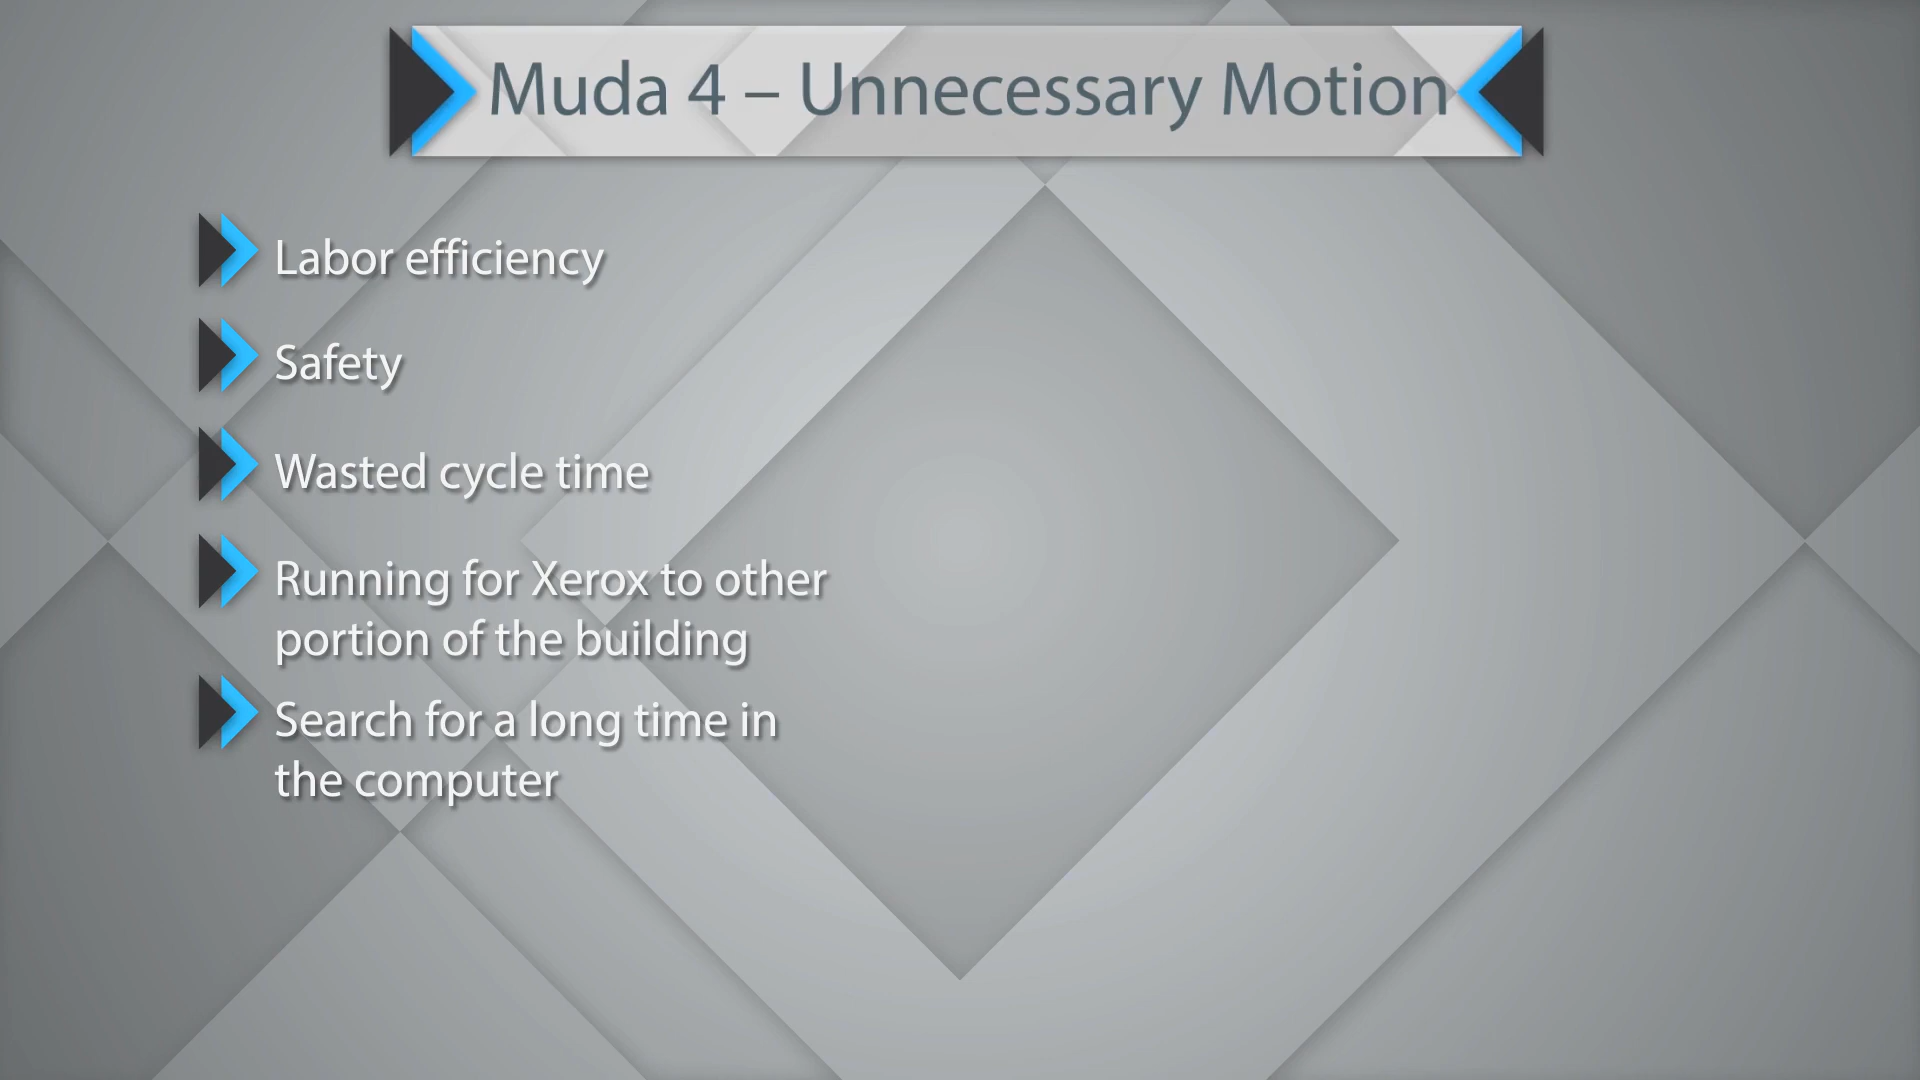 Muda 4 – Unnecessary Motion
Labor efficiency
Safety
Wasted cycle time
Running for Xerox to other
portion of the building
Search for a long time in
the computer